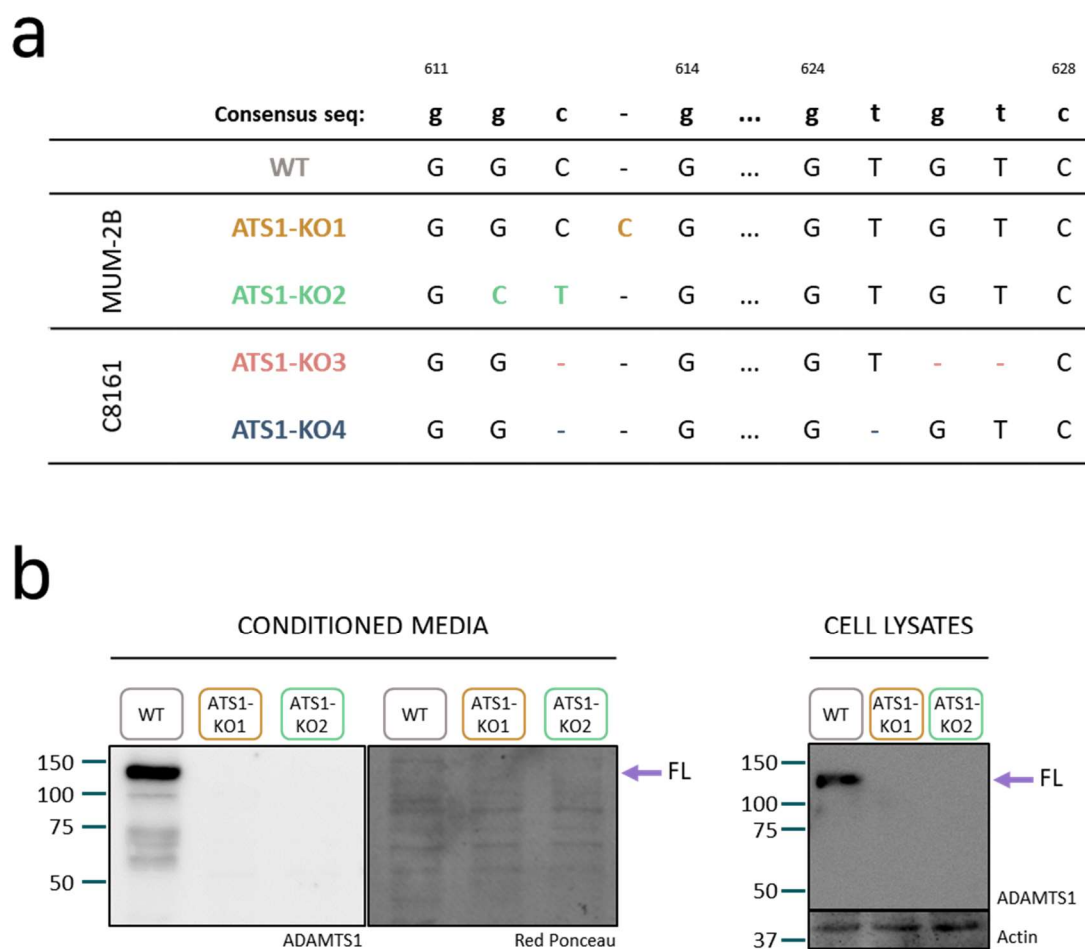 a
611 614 624 628
Consensus seq: g g c - g ... g t g t c
WT G G C - G ... G T G T C
MUM-2B
ATS1-KO1 G G C C G ... G T G T C
ATS1-KO2 G C T - G ... G T G T C
C8161
ATS1-KO3 G G - - G ... G T - - C
ATS1-KO4 G G - - G ... G - G T C
b
CONDITIONED MEDIA
WT ATS1-KO1 ATS1-KO2 WT ATS1-KO1 ATS1-KO2
150
100
75
50
FL
ADAMTS1 Red Ponceau
CELL LYSATES
WT ATS1-KO1 ATS1-KO2
150
100
75
50
37
FL
ADAMTS1
Actin